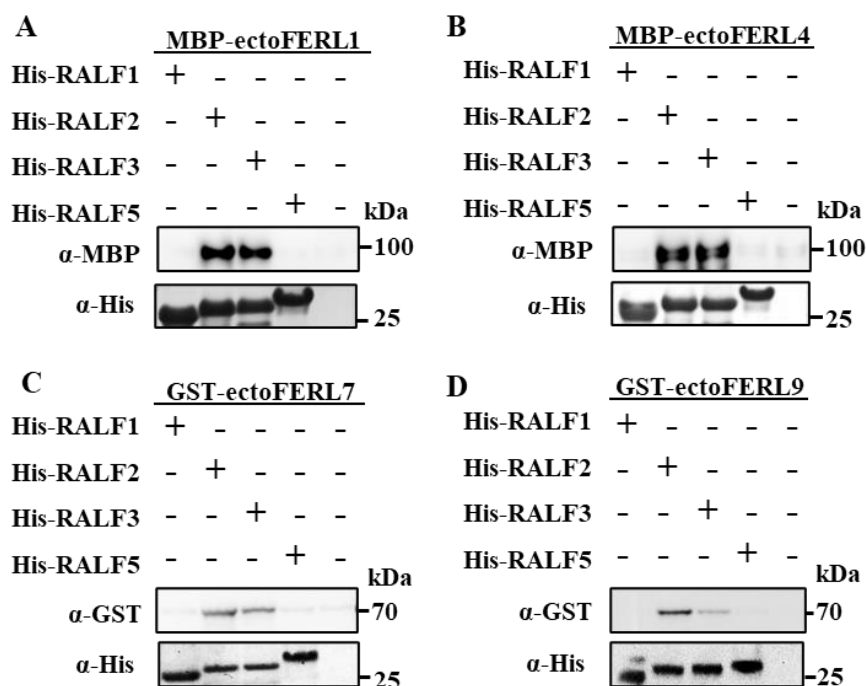 A
MBP-ectoFERL1
His-RALF1 + - - - -
His-RALF2 - + - - -
His-RALF3 - - + - -
His-RALF5 - - - + -
kDa
α-MBP 100
α-His 25
B
MBP-ectoFERL4
His-RALF1 + - - - -
His-RALF2 - + - - -
His-RALF3 - - + - -
His-RALF5 - - - + -
kDa
α-MBP 100
α-His 25
C
GST-ectoFERL7
His-RALF1 + - - - -
His-RALF2 - + - - -
His-RALF3 - - + - -
His-RALF5 - - - + -
kDa
α-GST 70
α-His 25
D
GST-ectoFERL9
His-RALF1 + - - - -
His-RALF2 - + - - -
His-RALF3 - - + - -
His-RALF5 - - - + -
kDa
α-GST 70
α-His 25